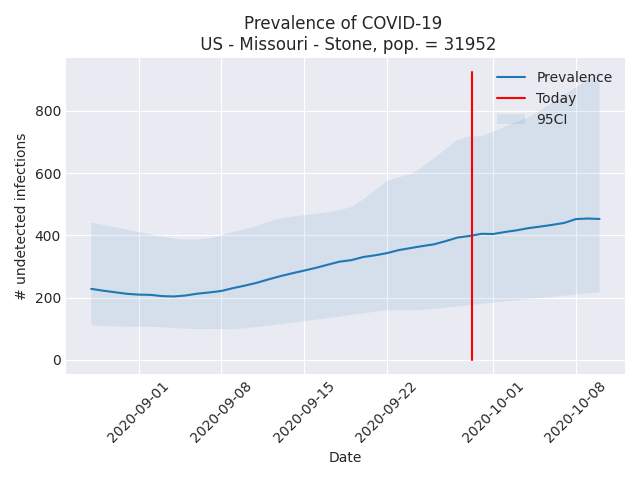 Prevalence of COVID-19
US - Missouri - Stone, pop. = 31952
Prevalence
Today
95CI
800
600
400
200
0
# undetected infections
2020-09-01
2020-09-08
2020-09-15
2020-09-22
2020-10-01
2020-10-08
Date